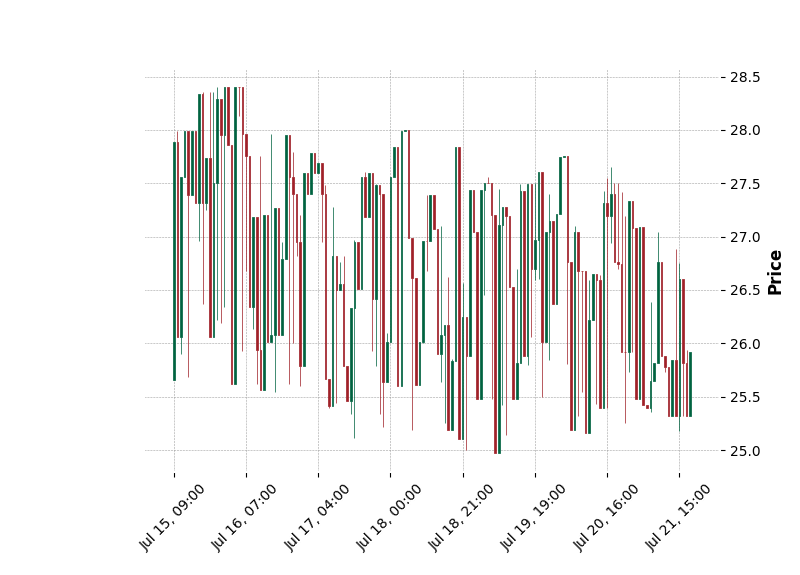 28.5
28.0
27.5
27.0
26.5
26.0
25.5
25.0
Price
Jul 15, 09:00
Jul 16, 07:00
Jul 17, 04:00
Jul 18, 00:00
Jul 18, 21:00
Jul 19, 19:00
Jul 20, 16:00
Jul 21, 15:00